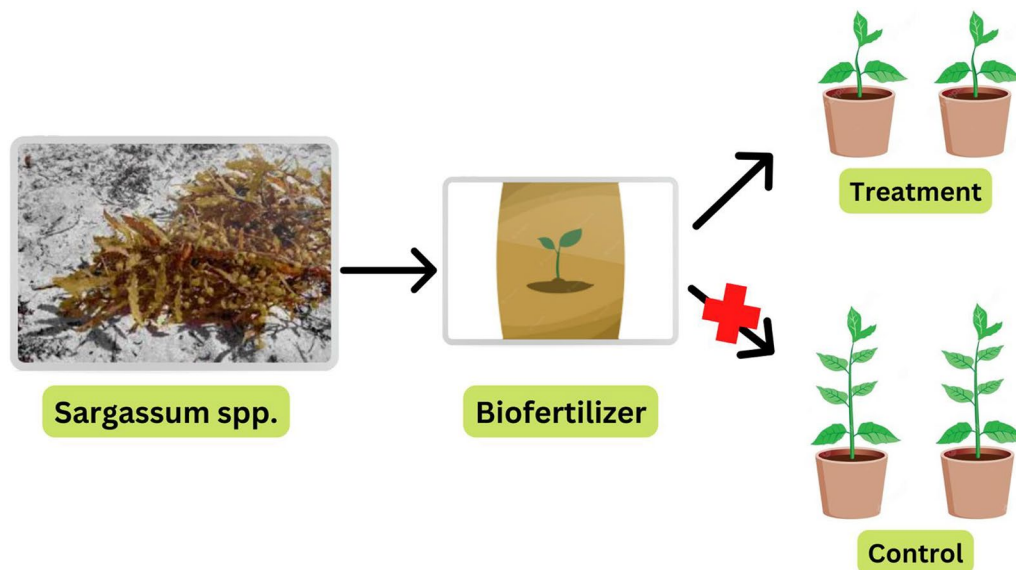 Sargassum spp.
Biofertilizer
Treatment
Control